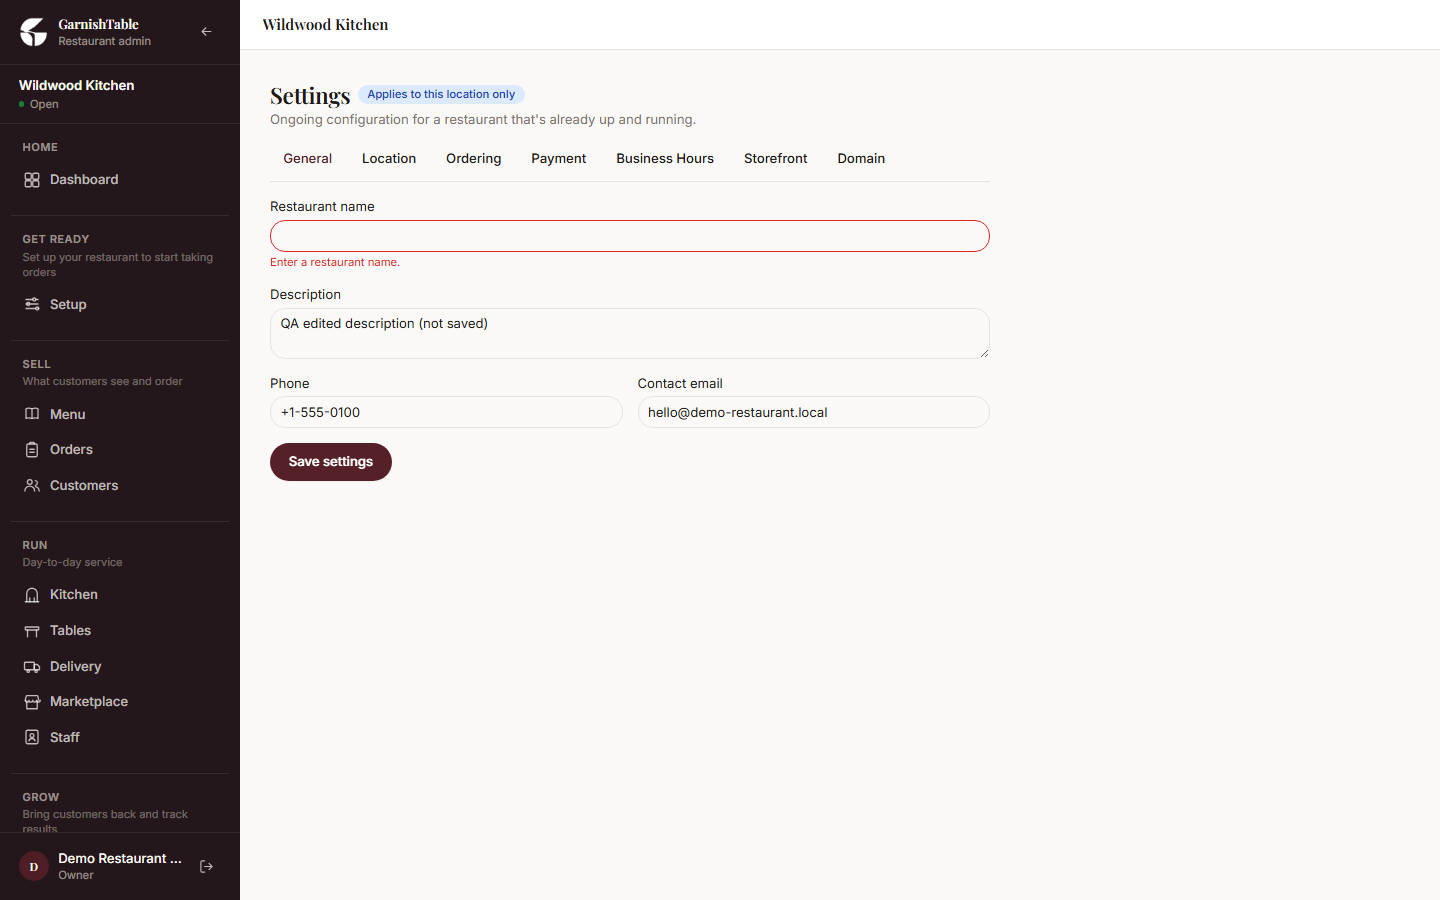 GarnishTable
Restaurant admin
Wildwood Kitchen
Open
HOME
Dashboard
GET READY
Set up your restaurant to start taking
orders
Setup
SELL
What customers see and order
Menu
Orders
Customers
RUN
Day-to-day service
Kitchen
Tables
Delivery
Marketplace
Staff
GROW
Bring customers back and track
results
D
Demo Restaurant ...
Owner
Wildwood Kitchen
Settings
Applies to this location only
Ongoing configuration for a restaurant that's already up and running.
General Location Ordering Payment Business Hours Storefront Domain
Restaurant name
Enter a restaurant name.
Description
QA edited description (not saved)
Phone Contact email
+1-555-0100 hello@demo-restaurant.local
Save settings